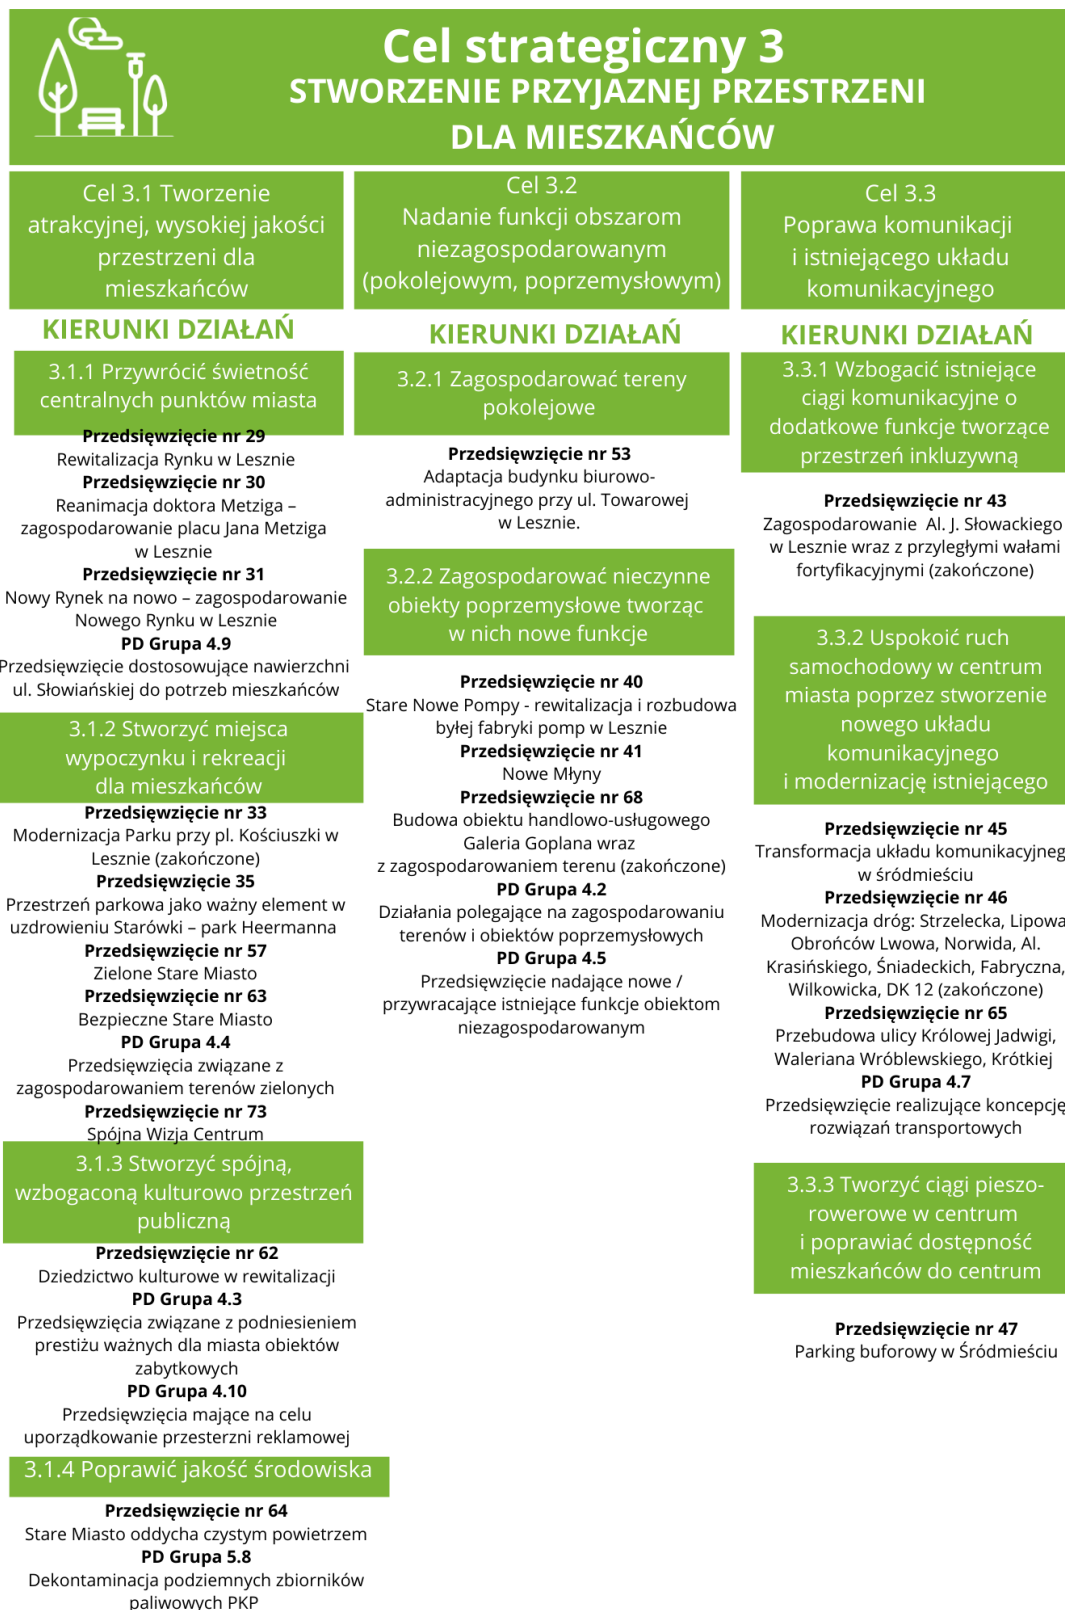 Cel strategiczny 3
STWORZENIE PRZYJAZNEJ PRZESTRZENI
DLA MIESZKAŃCÓW
Cel 3.1 Tworzenie
atrakcyjnej, wysokiej jakości
przestrzeni dla
mieszkańców
KIERUNKI DZIAŁAŃ
3.1.1 Przywrócić świetność
centralnych punktów miasta
Przedsięwzięcie nr 29
Rewitalizacja Rynku w Lesznie
Przedsięwzięcie nr 30
Reanimacja doktora Metziga –
zagospodarowanie placu Jana Metziga
w Lesznie
Przedsięwzięcie nr 31
Nowy Rynek na nowo – zagospodarowanie
Nowego Rynku w Lesznie
PD Grupa 4.9
Przedsięwzięcie dostosowujące nawierzchni
ul. Słowiańskiej do potrzeb mieszkańców
3.1.2 Stworzyć miejsca
wypoczynku i rekreacji
dla mieszkańców
Przedsięwzięcie nr 33
Modernizacja Parku przy pl. Kościuszki w
Lesznie (zakończone)
Przedsięwzięcie 35
Przestrzeń parkowa jako ważny element w
uzdrowieniu Starówki – park Heermanna
Przedsięwzięcie nr 57
Zielone Stare Miasto
Przedsięwzięcie nr 63
Bezpieczne Stare Miasto
PD Grupa 4.4
Przedsięwzięcia związane z
zagospodarowaniem terenów zielonych
Przedsięwzięcie nr 73
Spójna Wizja Centrum
3.1.3 Stworzyć spójną,
wzbogaconą kulturowo przestrzeń
publiczną
Przedsięwzięcie nr 62
Dziedzictwo kulturowe w rewitalizacji
PD Grupa 4.3
Przedsięwzięcia związane z podniesieniem
prestiżu ważnych dla miasta obiektów
zabytkowych
PD Grupa 4.10
Przedsięwzięcia mające na celu
uporządkowanie przesterzni reklamowej
3.1.4 Poprawić jakość środowiska
Przedsięwzięcie nr 64
Stare Miasto oddycha czystym powietrzem
PD Grupa 5.8
Dekontaminacja podziemnych zbiorników
paliwowych PKP
Cel 3.2
Nadanie funkcji obszarom
niezagospodarowanym
(pokolejowym, poprzemysłowym)
KIERUNKI DZIAŁAŃ
3.2.1 Zagospodarować tereny
pokolejowe
Przedsięwzięcie nr 53
Adaptacja budynku biurowo-
administracyjnego przy ul. Towarowej
w Lesznie.
3.2.2 Zagospodarować nieczynne
obiekty poprzemysłowe tworząc
w nich nowe funkcje
Przedsięwzięcie nr 40
Stare Nowe Pompy - rewitalizacja i rozbudowa
byłej fabryki pomp w Lesznie
Przedsięwzięcie nr 41
Nowe Młyny
Przedsięwzięcie nr 68
Budowa obiektu handlowo-usługowego
Galeria Goplana wraz
z zagospodarowaniem terenu (zakończone)
PD Grupa 4.2
Działania polegające na zagospodarowaniu
terenów i obiektów poprzemysłowych
PD Grupa 4.5
Przedsięwzięcie nadające nowe /
przywracające istniejące funkcje obiektom
niezagospodarowanym
Cel 3.3
Poprawa komunikacji
i istniejącego układu
komunikacyjnego
KIERUNKI DZIAŁAŃ
3.3.1 Wzbogacić istniejące
ciągi komunikacyjne o
dodatkowe funkcje tworzące
przestrzeń inkluzywną
Przedsięwzięcie nr 43
Zagospodarowanie Al. J. Słowackiego
w Lesznie wraz z przyległymi wałami
fortyfikacyjnymi (zakończone)
3.3.2 Uspokoić ruch
samochodowy w centrum
miasta poprzez stworzenie
nowego układu
komunikacyjnego
i modernizację istniejącego
Przedsięwzięcie nr 45
Transformacja układu komunikacyjneg
w śródmieściu
Przedsięwzięcie nr 46
Modernizacja dróg: Strzelecka, Lipowa
Obrońców Lwowa, Norwida, Al.
Krasińskiego, Śniadeckich, Fabryczna,
Wilkowicka, DK 12 (zakończone)
Przedsięwzięcie nr 65
Przebudowa ulicy Królowej Jadwigi,
Waleriana Wróblewskiego, Krótkiej
PD Grupa 4.7
Przedsięwzięcie realizujące koncepcję
rozwiązań transportowych
3.3.3 Tworzyć ciągi pieszo-
rowerowe w centrum
i poprawiać dostępność
mieszkańców do centrum
Przedsięwzięcie nr 47
Parking buforowy w Śródmieściu